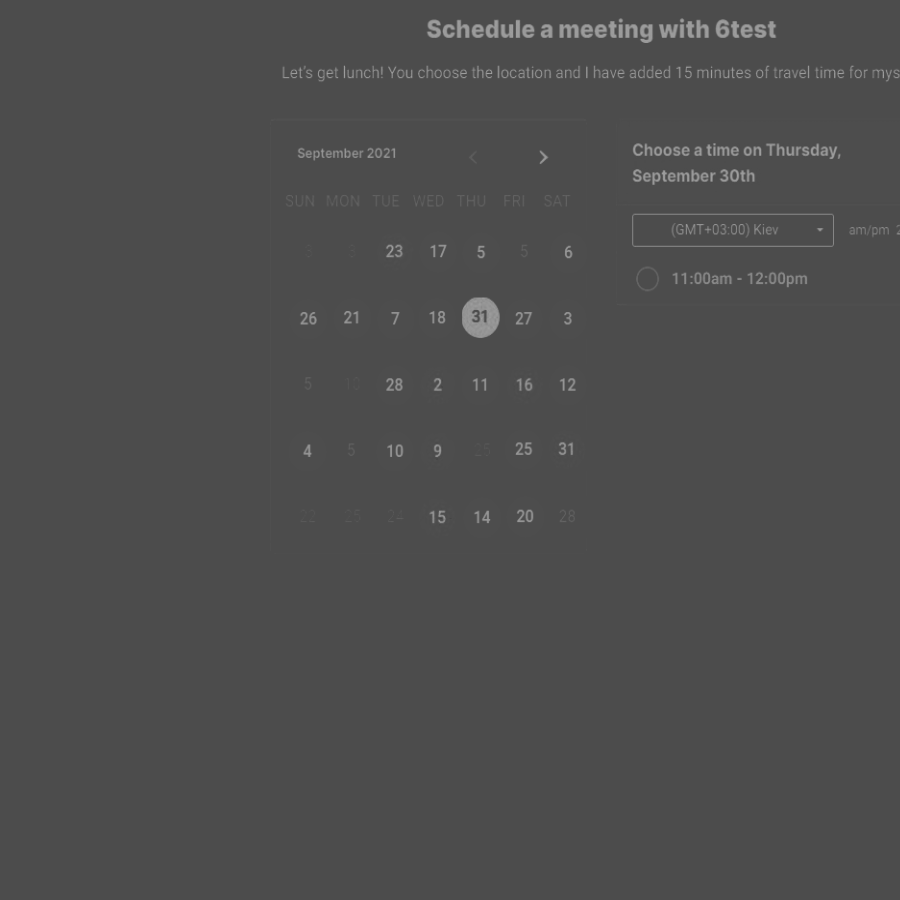 Schedule a meeting with 6test
Let's get lunch! You choose the location and I have added 15 minutes of travel time for mys
September 2021
SUN MON TUE WED THU FRI SAT
23 17 5 5 6
26 21 7 18 31 27 3
5 10 28 2 11 16 12
4 5 10 9 25 25 31
22 25 24 15 14 20 28
Choose a time on Thursday,
September 30th
(GMT+03:00) Kiev
am/pm
11:00am - 12:00pm